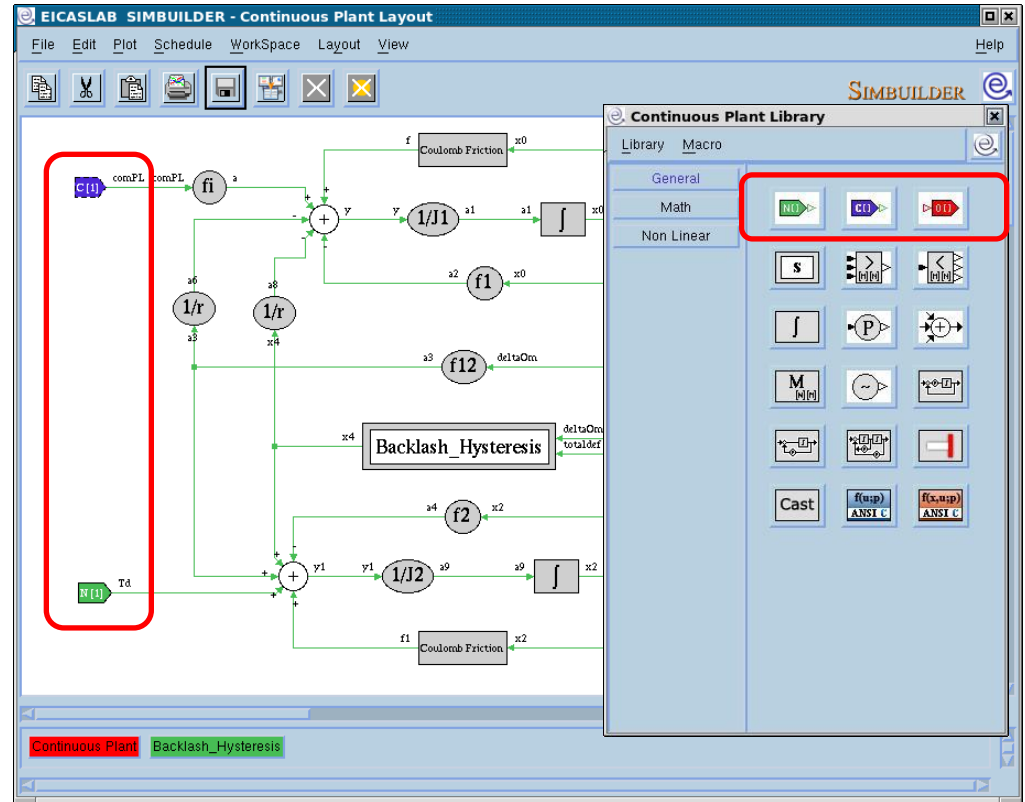 EICASLAB SIMBUILDER - Continuous Plant Layout
File Edit Plot Schedule WorkSpace Layout View Help
SIMBUILDER
Continuous Plant Library
Library Macro
General
Math
Non Linear
N[] C[] O[]
S [N][N] [N][N]
∫ P +
M [N][N] ~
Cast f(u;p) ANSI C f(x,u;p) ANSI C
f Coulomb Friction x0
C[1] comPL comPL fi a
+ + - - -
+ y y 1/J1 a1 a1 ∫ x0
a2 f1 x0
a6 1/r a3
a8 1/r x4
a3 f12 deltaOm
x4 Backlash_Hysteresis deltaOm
totaldef
a4 f2 x2
- + + + +
N[1] Td
+ y1 y1 1/J2 a9 a9 ∫ x2
f1 Coulomb Friction x2
Continuous Plant Backlash_Hysteresis